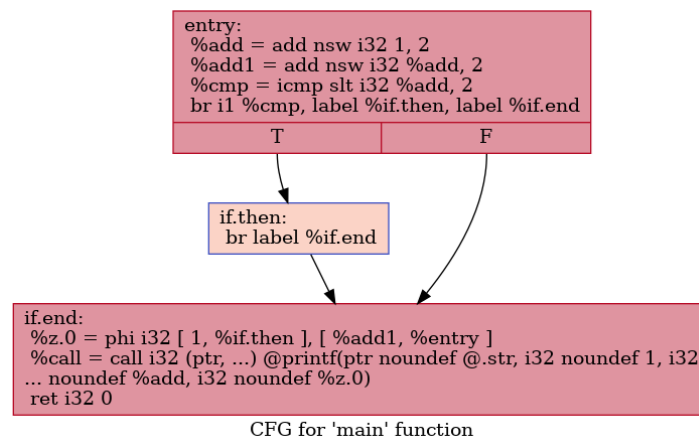 entry:
%add = add nsw i32 1, 2
%add1 = add nsw i32 %add, 2
%cmp = icmp slt i32 %add, 2
br i1 %cmp, label %if.then, label %if.end
T F
if.then:
br label %if.end
if.end:
%z.0 = phi i32 [ 1, %if.then ], [ %add1, %entry ]
%call = call i32 (ptr, ...) @printf(ptr noundef @.str, i32 noundef 1, i32
... noundef %add, i32 noundef %z.0)
ret i32 0
CFG for 'main' function